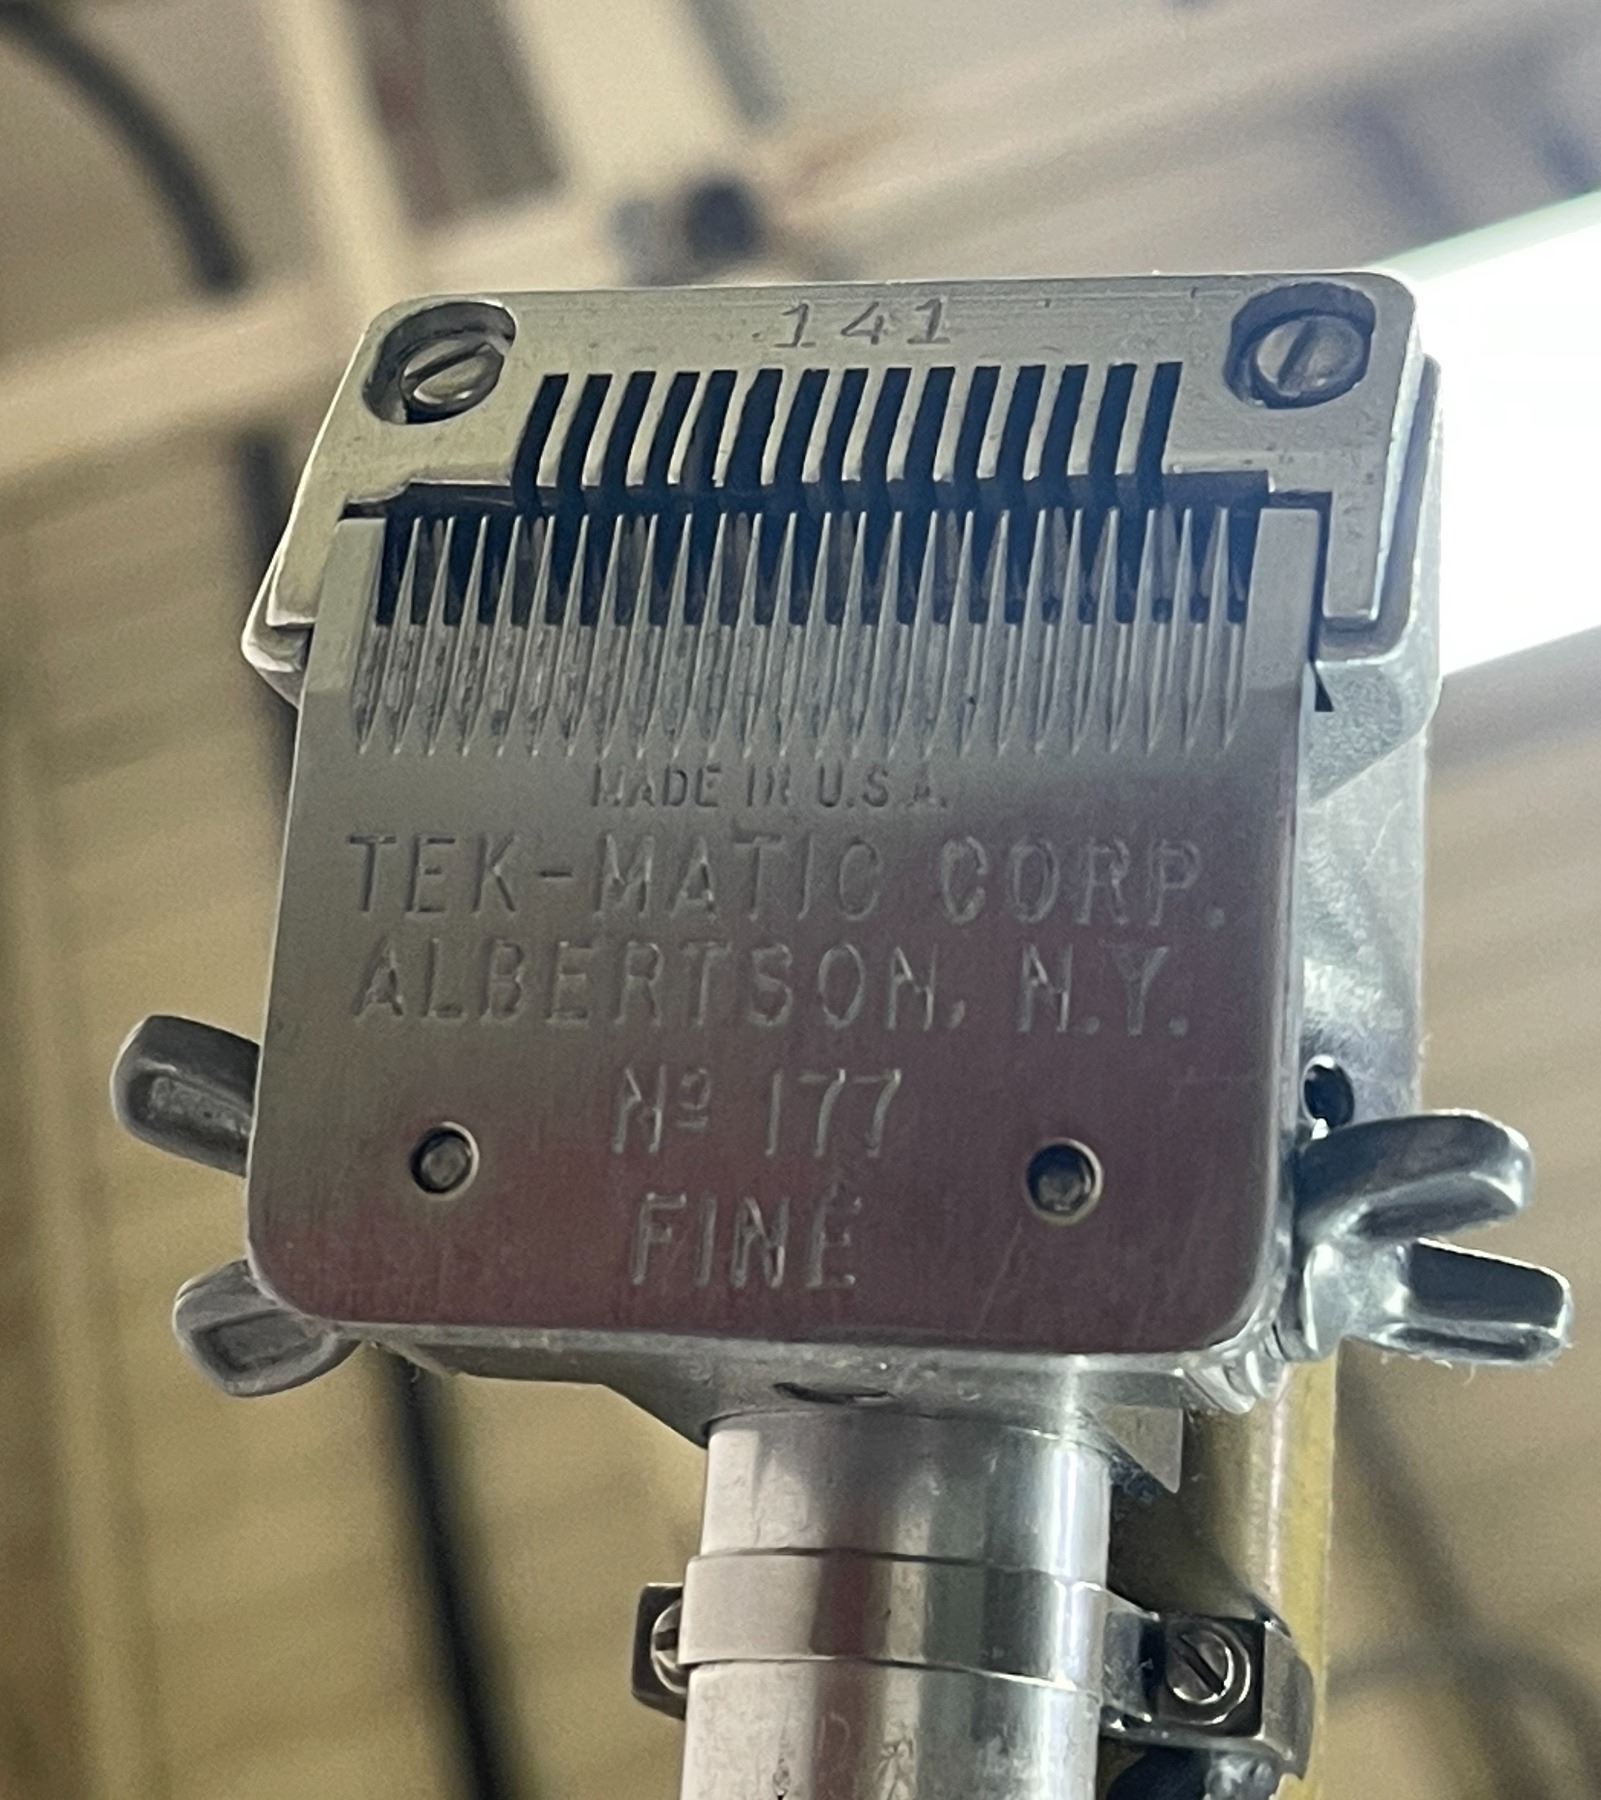 141
MADE IN U.S.A.
TEK-MATIC CORP.
ALBERTSON, N.Y.
Nº 177
FINE